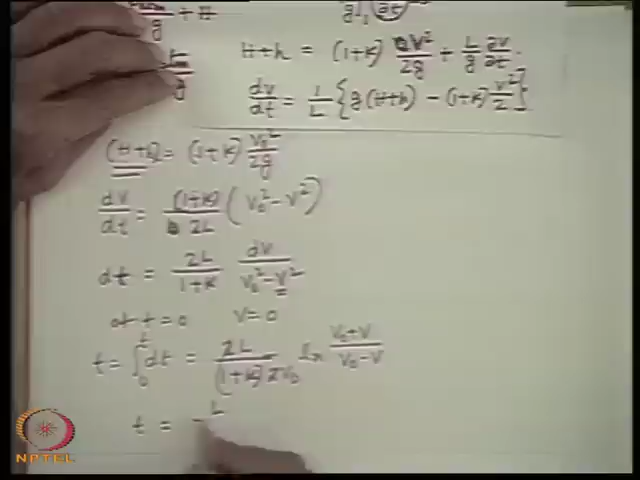 H+h = (1+K) V²/2g + L/g ∂V/∂t.
dV/dt = 1/L {g(H+h) - (1+K) V²/2}
(H+h) = (1+K) V₀²/2g
dV/dt = (1+K)/2L (V₀² - V²)
dt = 2L/1+K dV/V₀²-V²
at t=0 V=0
t = ∫₀ᵗ dt = 2L/(1+K)2V₀ ln V₀+V/V₀-V
t = L
NPTEL